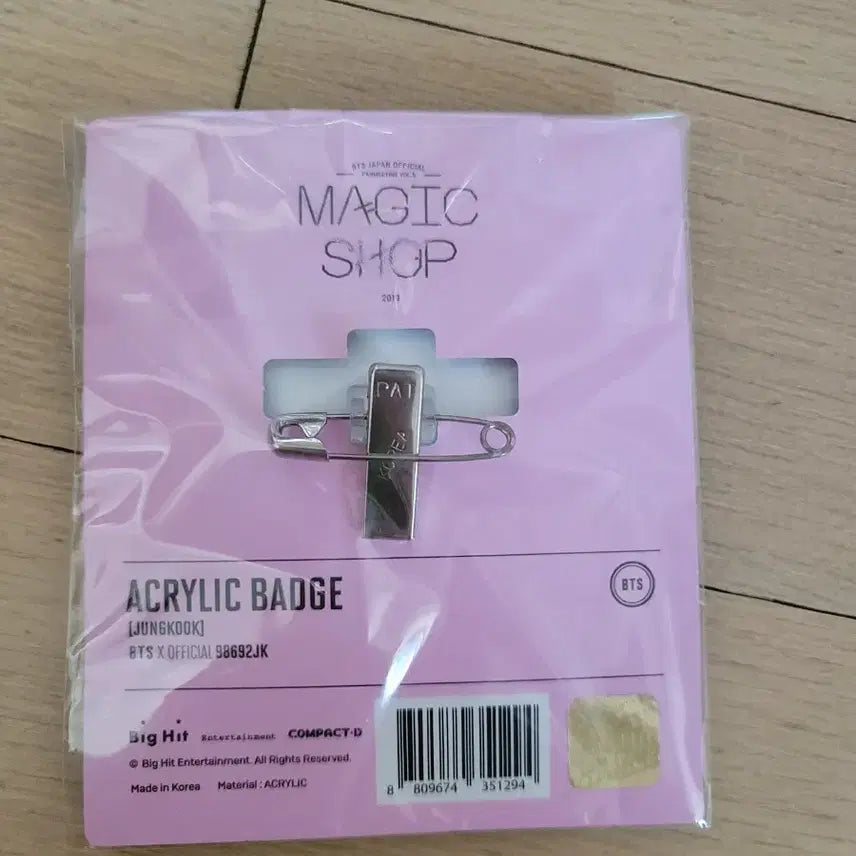 BTS JAPAN OFFICIAL
FANMEETING VOL.5
MAGIC
SHOP
2019
PAT
KOREA
ACRYLIC BADGE
[JUNGKOOK]
BTS X OFFICIAL 98692JK
BTS
Big Hit Entertainment COMPACT·D
© Big Hit Entertainment. All Rights Reserved.
Made in Korea Material : ACRYLIC
8 809674 351294